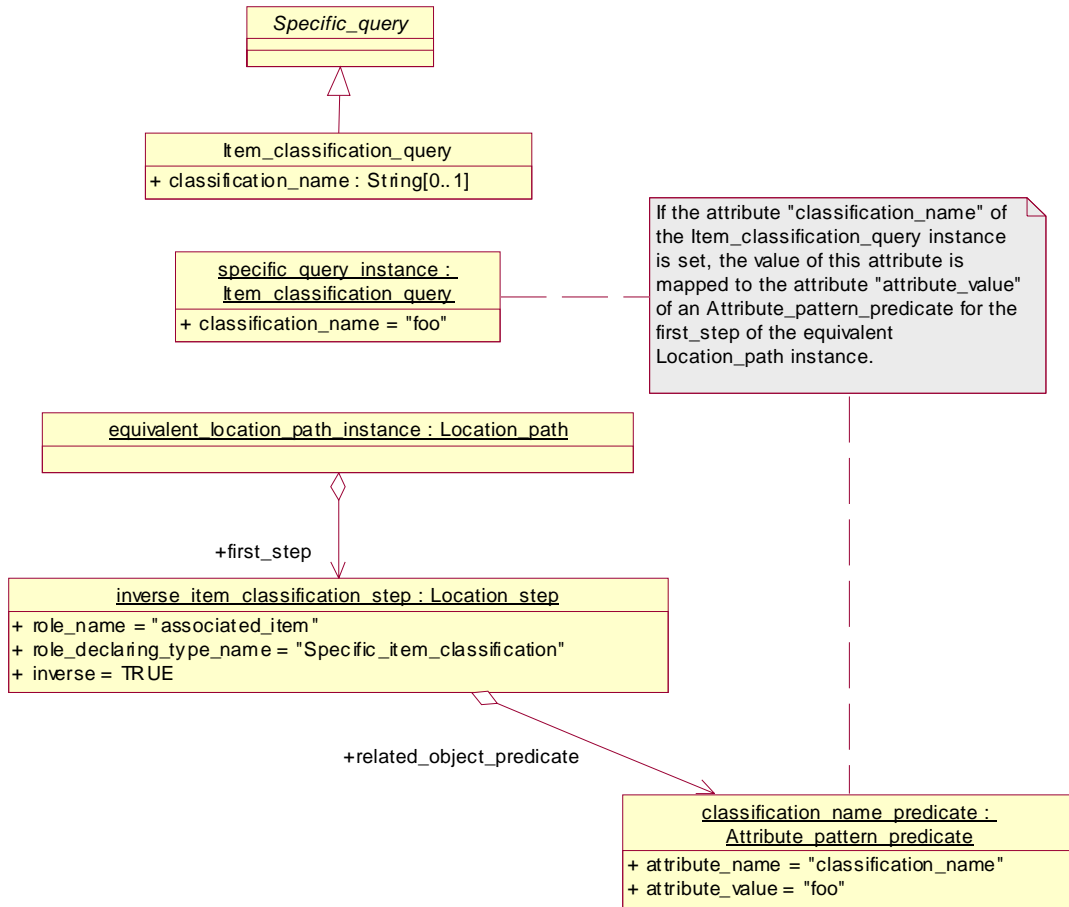 Specific_query
Item_classification_query
+ classification_name : String[0..1]
If the attribute "classification_name" of
the Item_classification_query instance
is set, the value of this attribute is
mapped to the attribute "attribute_value"
of an Attribute_pattern_predicate for the
first_step of the equivalent
Location_path instance.
specific_query_instance :
Item_classification_query
+ classification_name = "foo"
equivalent_location_path_instance : Location_path
+first_step
inverse_item_classification_step : Location_step
+ role_name = "associated_item"
+ role_declaring_type_name = "Specific_item_classification"
+ inverse = TRUE
+related_object_predicate
classification_name_predicate :
Attribute_pattern_predicate
+ attribute_name = "classification_name"
+ attribute_value = "foo"